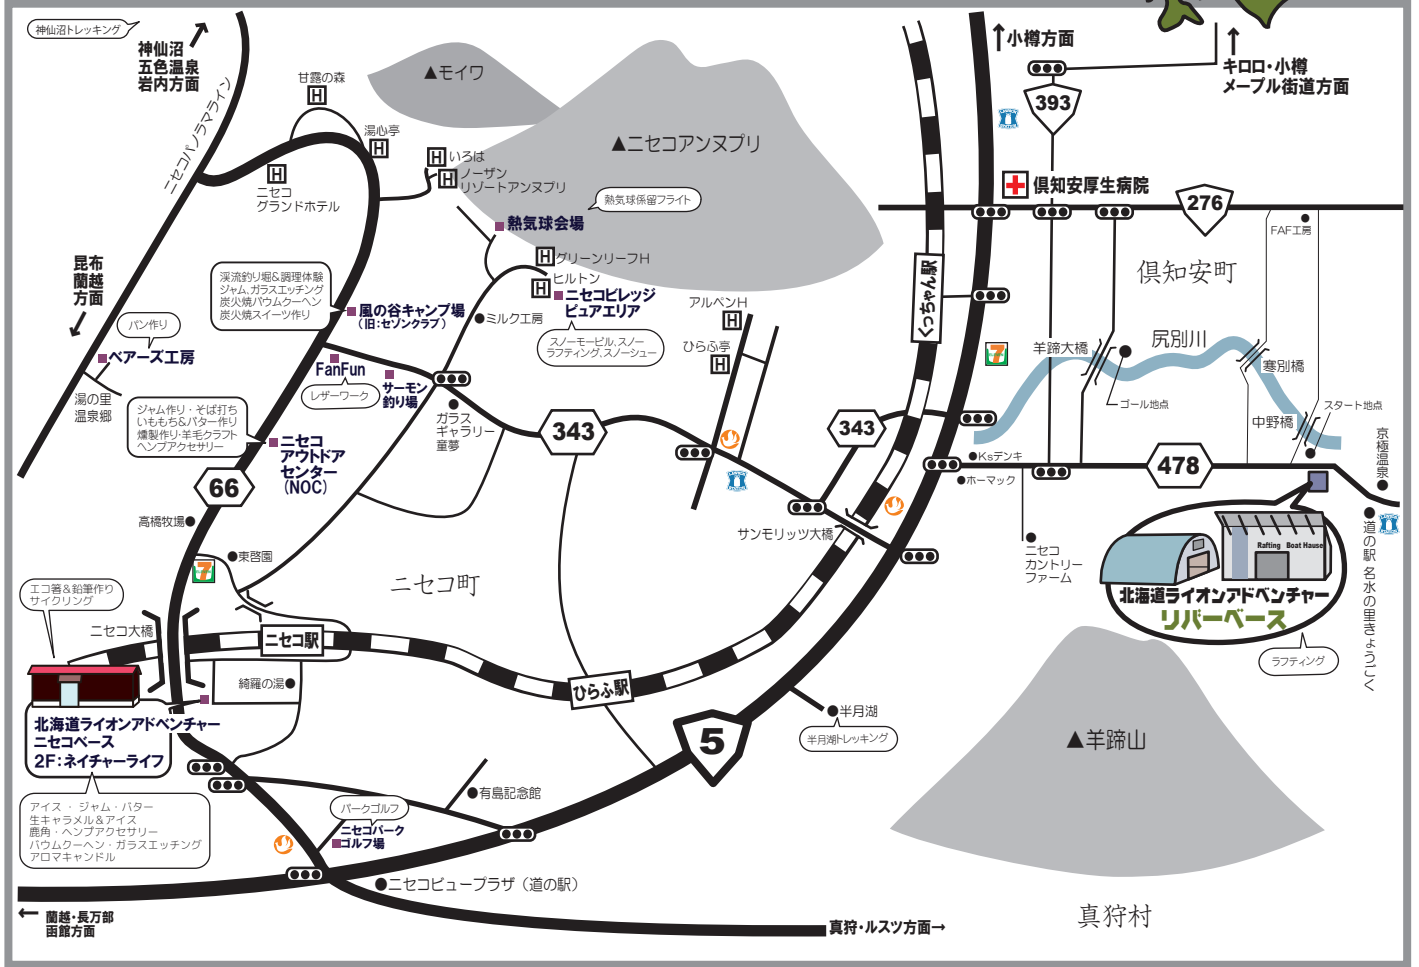 神仙沼トレッキング
神仙沼
五色温泉
岩内方面
ニセコパノラマライン
甘露の森
H
湯心亭
H
H
ニセコ
グランドホテル
▲モイワ
H
いろは
H
ノーザン
リゾートアンヌプリ
▲ニセコアンヌプリ
熱気球係留フライト
熱気球会場
H
グリーンリーフH
H
ヒルトン
ニセコビレッジ
ピュアエリア
スノーモービル、スノー
ラフティング、スノーシュー
ミルク工房
昆布
蘭越
方面
パン作り
ベアーズ工房
湯の里
温泉郷
渓流釣り堀&調理体験
ジャム、ガラスエッチング
炭火焼バウムクーヘン
炭火焼スイーツ作り
風の谷キャンプ場
(旧:セゾンクラブ)
FanFun
レザーワーク
サーモン
釣り場
ガラス
ギャラリー
童夢
ジャム作り・そば打ち
いももち&バター作り
燻製作り・羊毛クラフト
ヘンプアクセサリー
ニセコ
アウトドア
センター
(NOC)
66
343
高橋牧場
東啓園
7
エコ箸&鉛筆作り
サイクリング
ニセコ大橋
ニセコ駅
綺羅の湯
北海道ライオンアドベンチャー
ニセコベース
2F:ネイチャーライフ
アイス ・ ジャム・バター
生キャラメル&アイス
鹿角・ヘンプアクセサリー
バウムクーヘン・ガラスエッチング
アロマキャンドル
蘭越・長万部
函館方面
パークゴルフ
ニセコパーク
ゴルフ場
有島記念館
ニセコビュープラザ(道の駅)
真狩・ルスツ方面→
ニセコ町
ひらふ駅
5
半月湖
半月湖トレッキング
アルペンH
H
ひらふ亭
H
サンモリッツ大橋
343
くっちゃん駅
小樽方面
393
キロロ・小樽
メープル街道方面
倶知安厚生病院
276
FAF工房
倶知安町
尻別川
7
羊蹄大橋
ゴール地点
寒別橋
中野橋
スタート地点
京極温泉
Ksデンキ
ホーマック
478
ニセコ
カントリー
ファーム
Rafting Boat House
北海道ライオンアドベンチャー
リバーベース
ラフティング
道の駅 名水の里きょうごく
▲羊蹄山
真狩村